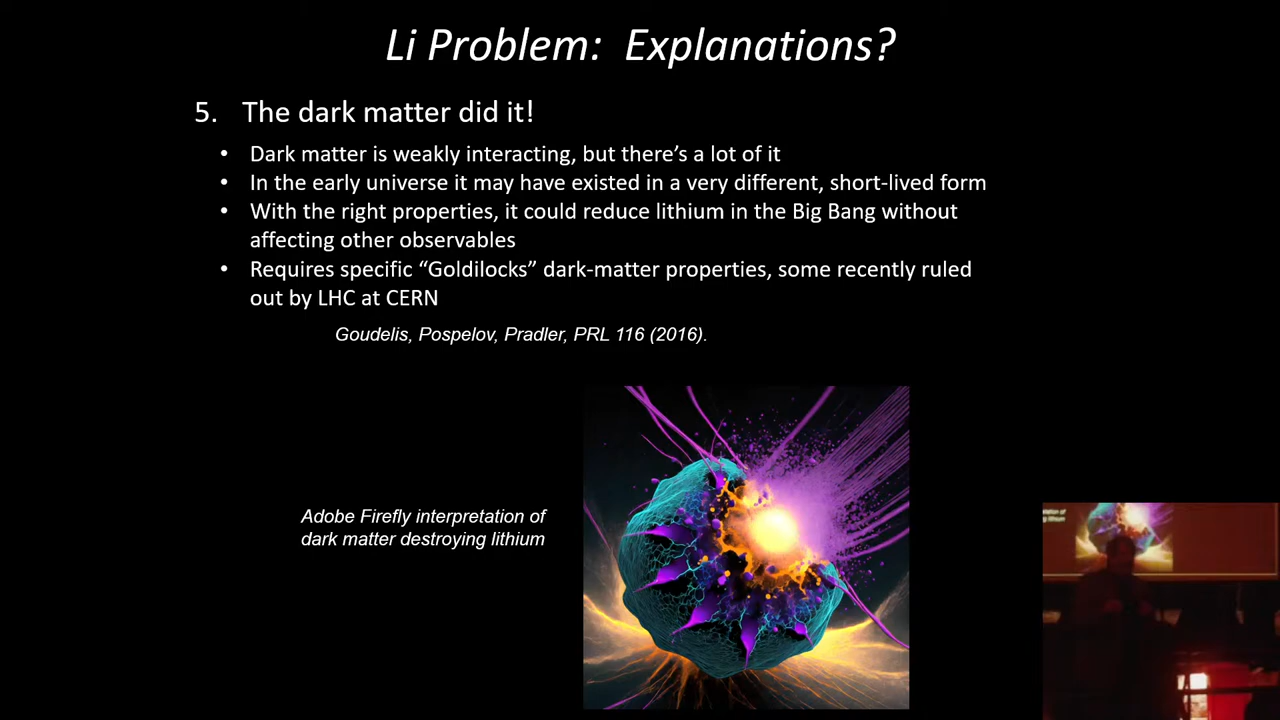 Li Problem: Explanations?
5. The dark matter did it!
• Dark matter is weakly interacting, but there’s a lot of it
• In the early universe it may have existed in a very different, short-lived form
• With the right properties, it could reduce lithium in the Big Bang without
affecting other observables
• Requires specific “Goldilocks” dark-matter properties, some recently ruled
out by LHC at CERN
Goudelis, Pospelov, Pradler, PRL 116 (2016).
Adobe Firefly interpretation of
dark matter destroying lithium